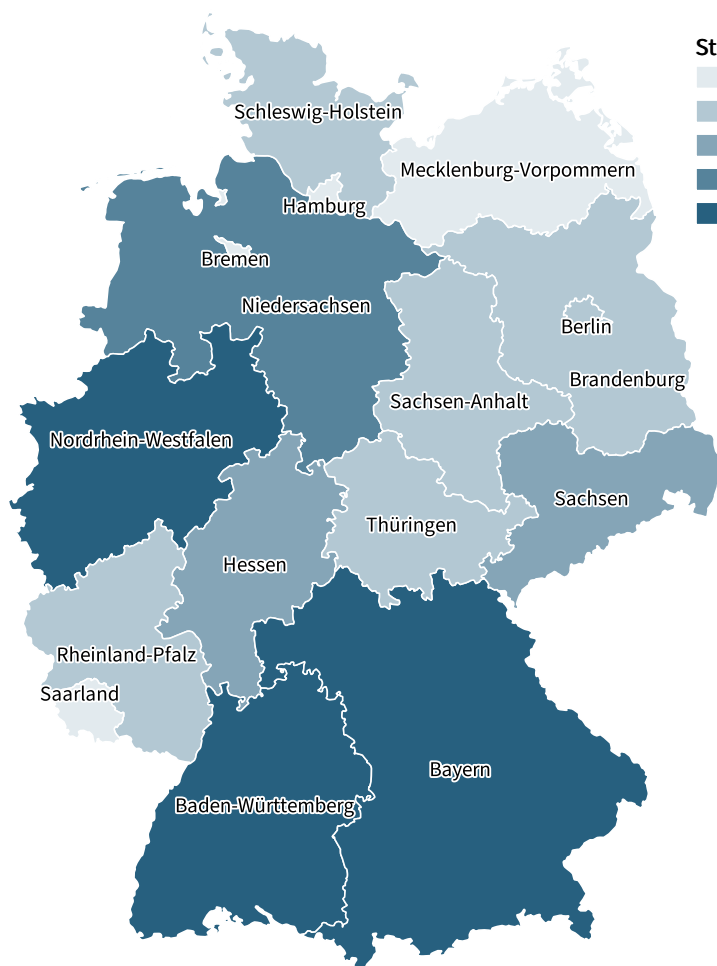 St
Schleswig-Holstein
Mecklenburg-Vorpommern
Hamburg
Bremen
Niedersachsen
Berlin
Brandenburg
Sachsen-Anhalt
Nordrhein-Westfalen
Sachsen
Thüringen
Hessen
Rheinland-Pfalz
Saarland
Bayern
Baden-Württemberg